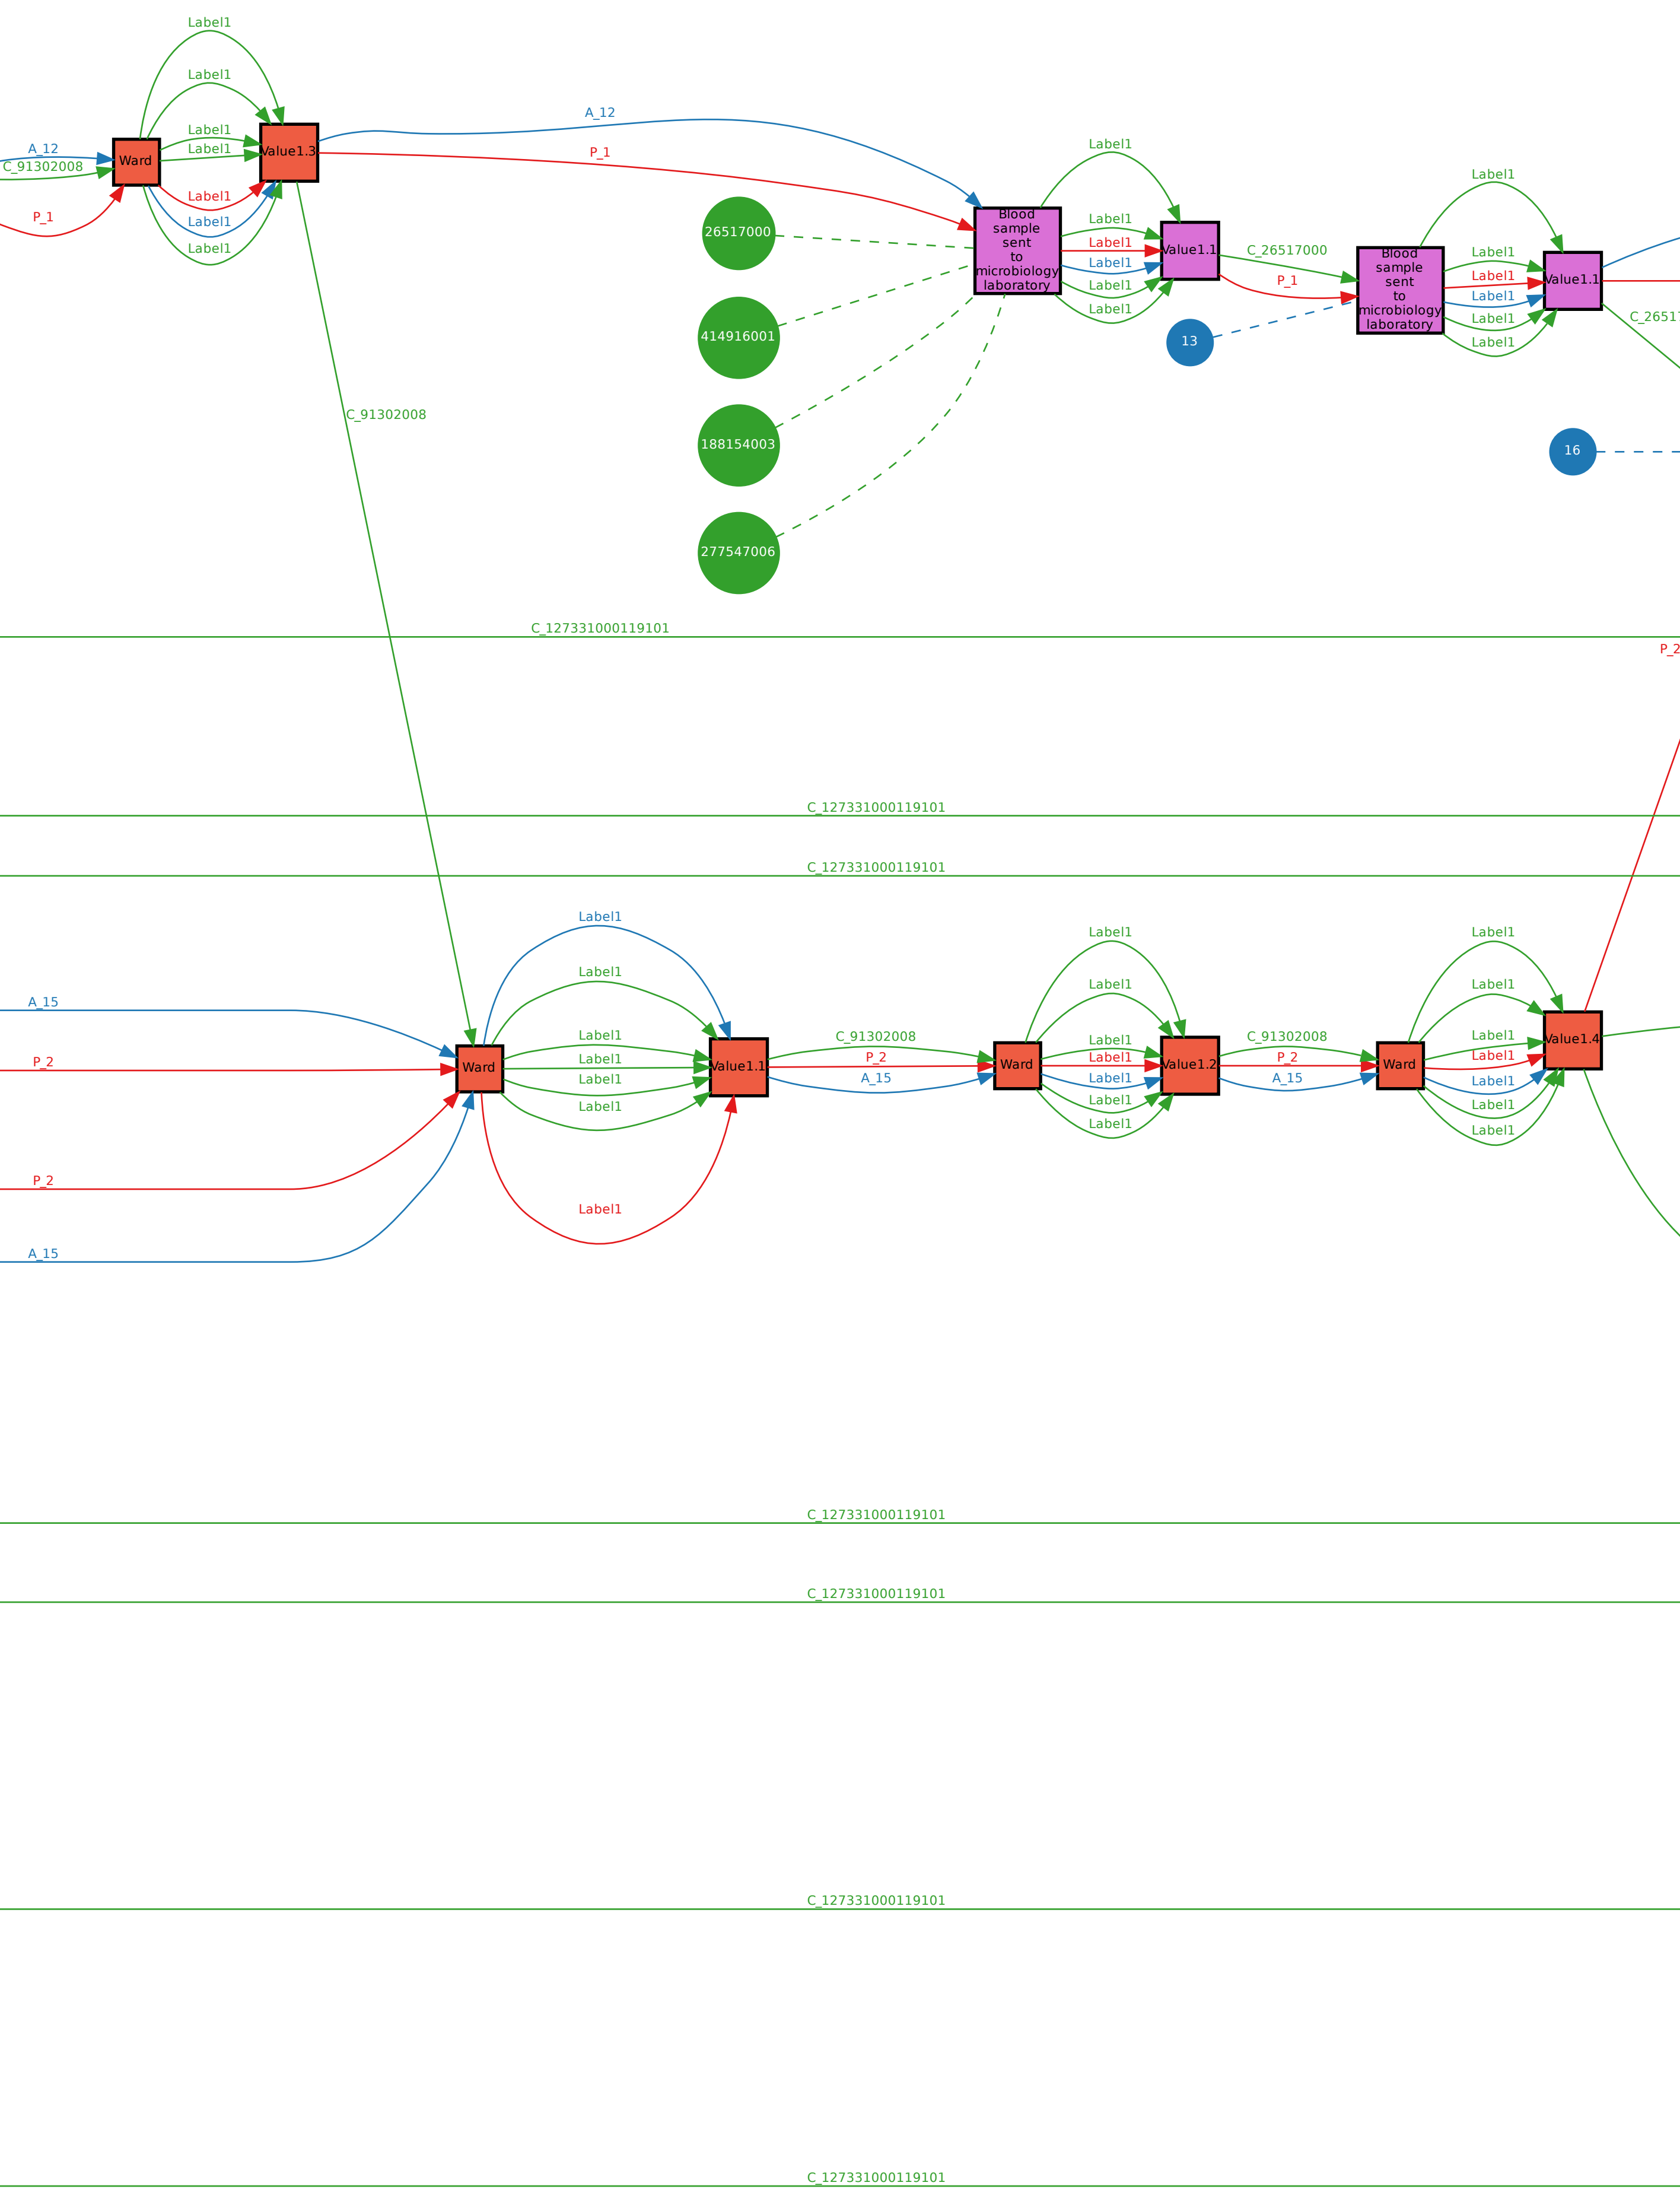 Label1
Label1
Label1
Label1
A_12
C_91302008
P_1
Ward
Value1.3
Label1
Label1
Label1
A_12
P_1
C_91302008
26517000
414916001
188154003
277547006
Blood
sample
sent
to
microbiology
laboratory
Label1
Label1
Label1
Label1
Label1
Label1
Value1.1
C_26517000
P_1
13
Blood
sample
sent
to
microbiology
laboratory
Label1
Label1
Label1
Label1
Label1
Label1
Value1.1
C_2651
16
C_127331000119101
P_2
C_127331000119101
C_127331000119101
A_15
P_2
P_2
A_15
Ward
Label1
Label1
Label1
Label1
Label1
Label1
Label1
Value1.1
C_91302008
P_2
A_15
Ward
Label1
Label1
Label1
Label1
Label1
Label1
Label1
Value1.2
C_91302008
P_2
A_15
Ward
Label1
Label1
Label1
Label1
Label1
Label1
Label1
Value1.4
C_127331000119101
C_127331000119101
C_127331000119101
C_127331000119101